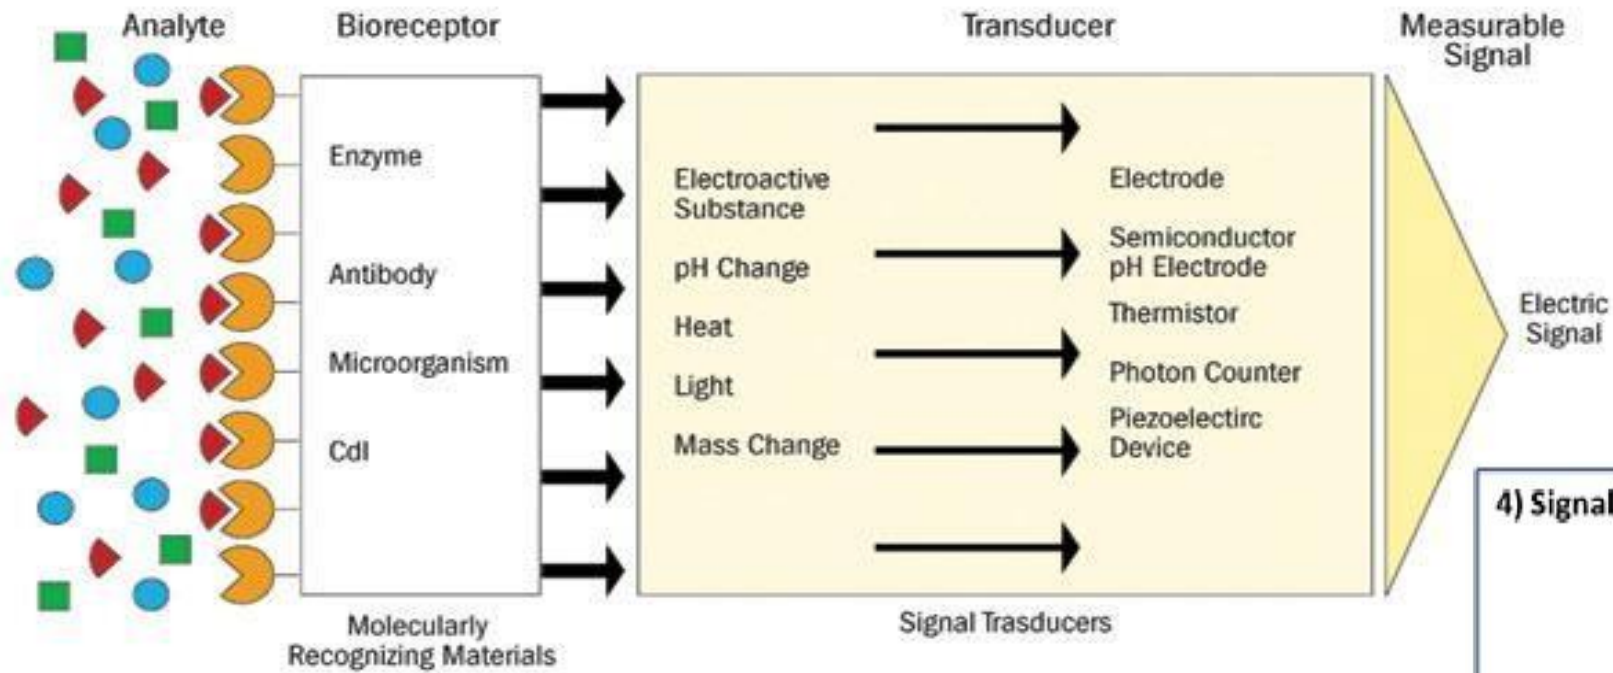 Analyte
Bioreceptor
Transducer
Measurable
Signal
Enzyme
Antibody
Microorganism
Cdl
Molecularly
Recognizing Materials
Electroactive
Substance
pH Change
Heat
Light
Mass Change
Electrode
Semiconductor
pH Electrode
Thermistor
Photon Counter
Piezoelectirc
Device
Signal Trasducers
Electric
Signal
4) Signal